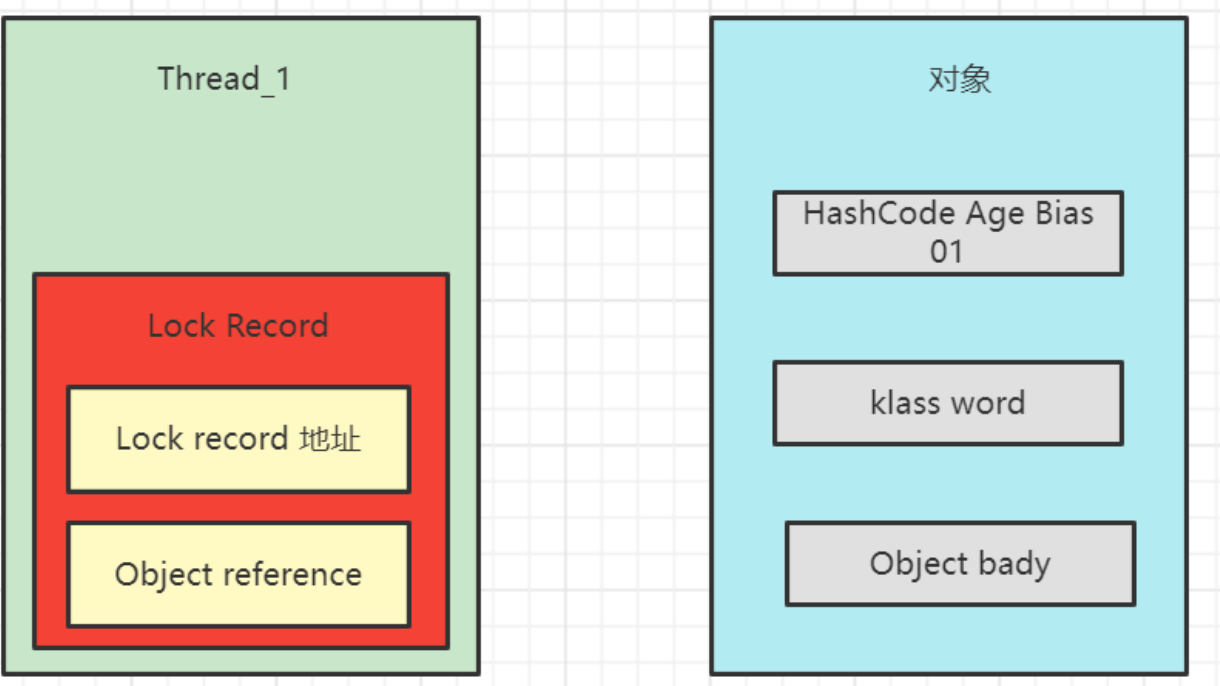 Thread_1
Lock Record
Lock record 地址
Object reference
对象
HashCode Age Bias
01
klass word
Object bady